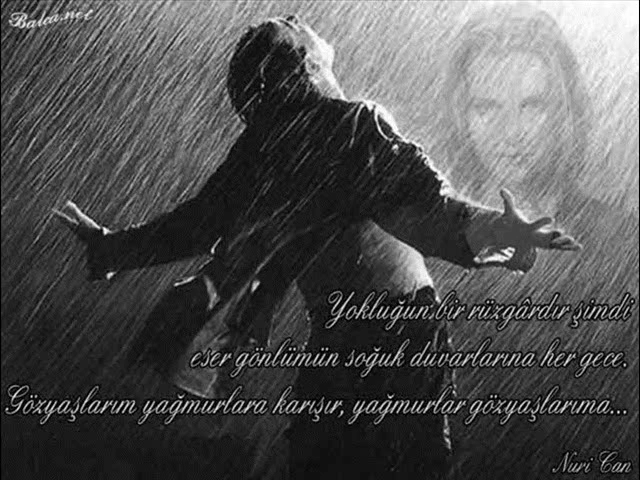 Balca.net
Yokluğun bir rüzgârdır şimdi
eser gönlümün soğuk duvarlarına her gece.
Gözyaşlarım yağmurlara karışır, yağmurlar gözyaşlarıma...
Nuri Can